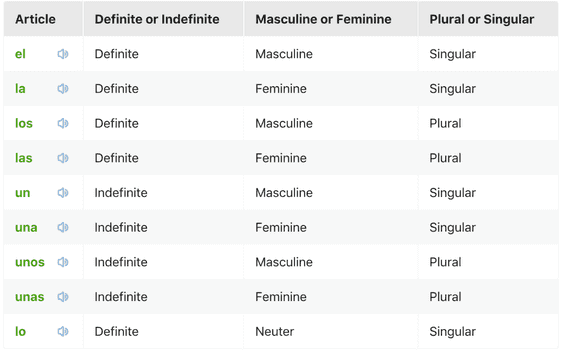 Article Definite or Indefinite Masculine or Feminine Plural or Singular
el Definite Masculine Singular
la Definite Feminine Singular
los Definite Masculine Plural
las Definite Feminine Plural
un Indefinite Masculine Singular
una Indefinite Feminine Singular
unos Indefinite Masculine Plural
unas Indefinite Feminine Plural
lo Definite Neuter Singular